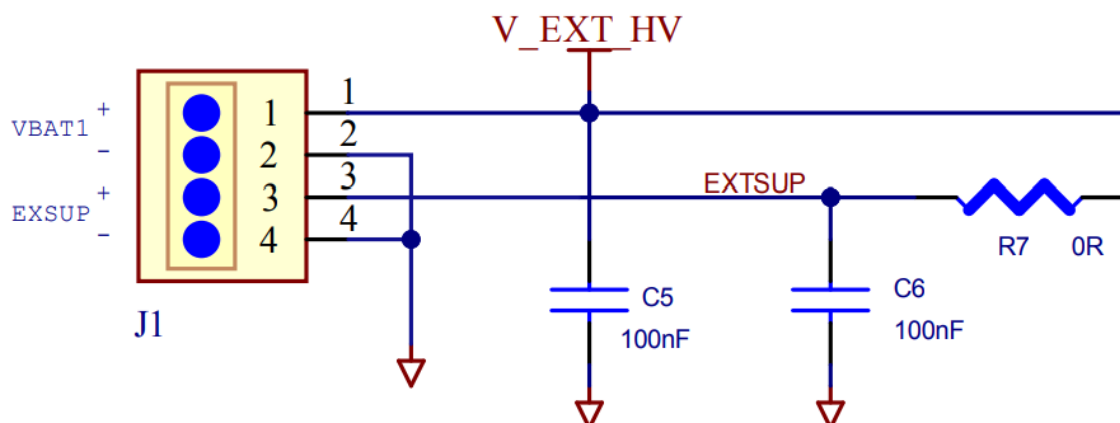 V_EXT_HV
VBAT1
+
-
EXSUP
+
-
1
2
3
4
1
2
3
4
J1
EXTSUP
R7
0R
C5
100nF
C6
100nF